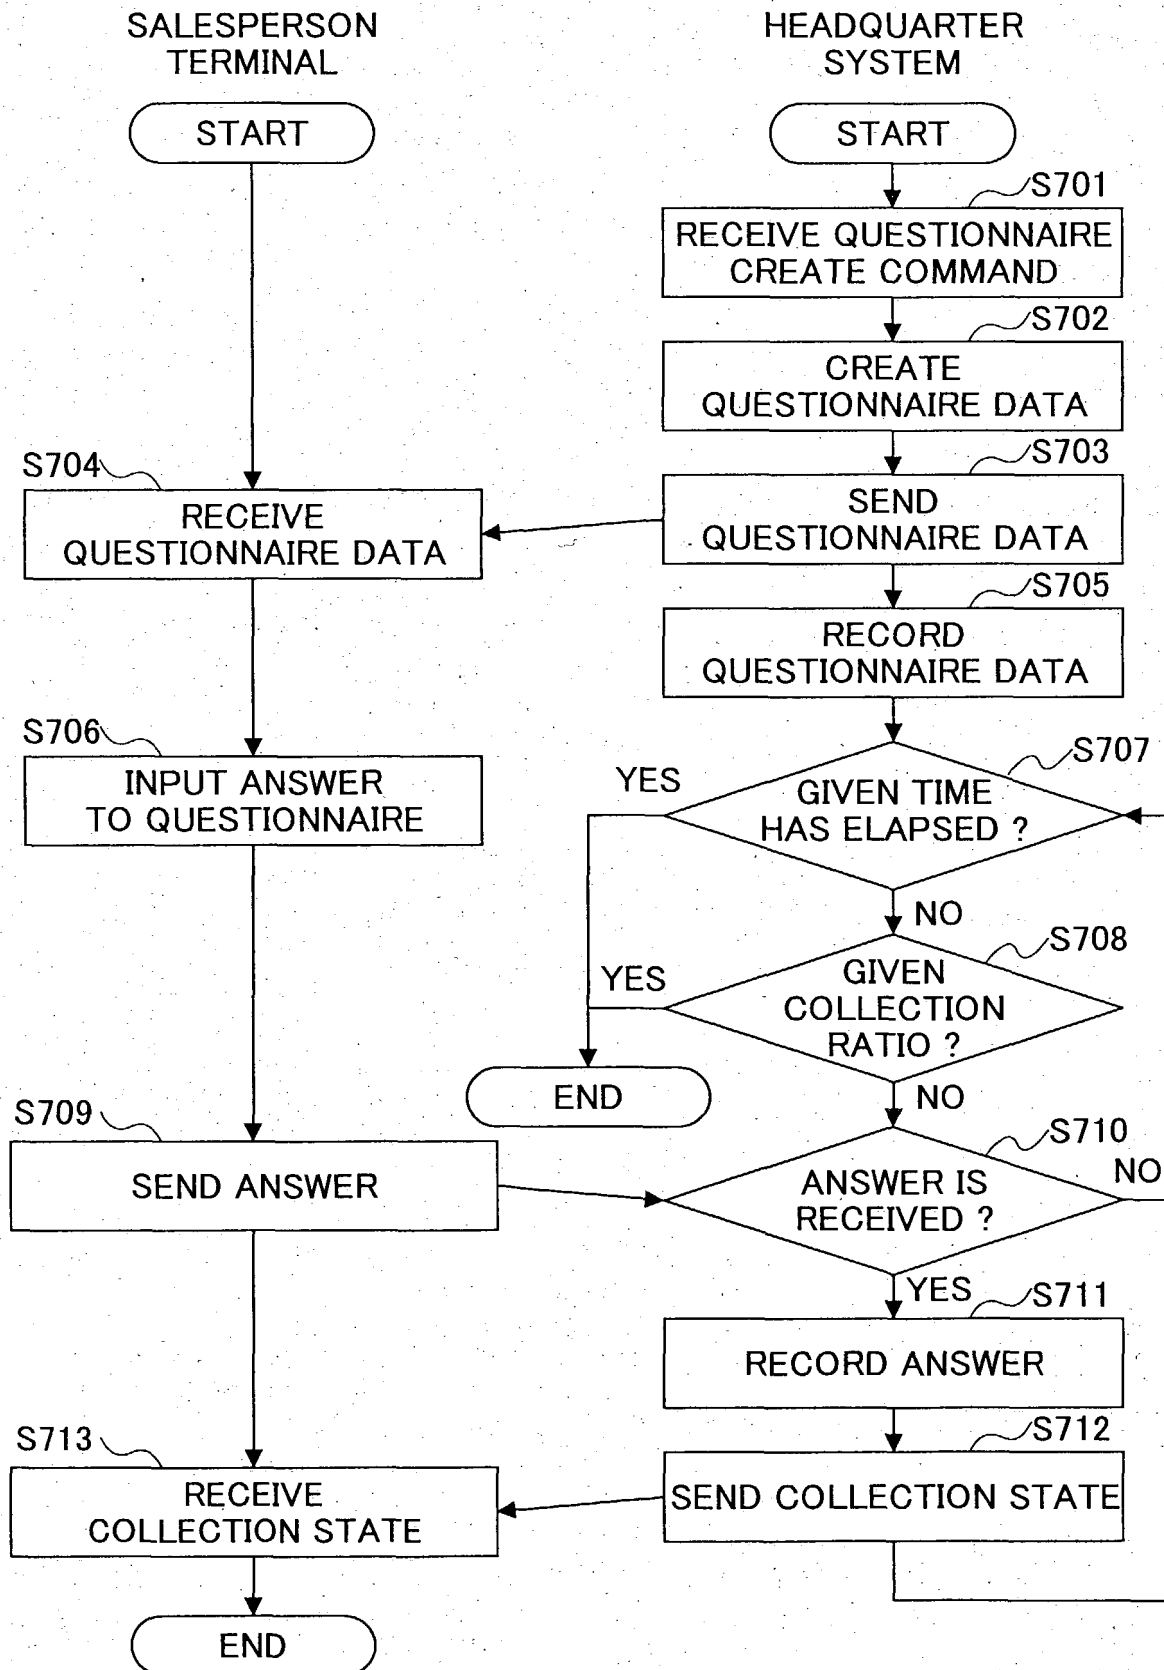 SALESPERSON
TERMINAL
HEADQUARTER
SYSTEM
START
START
S701
RECEIVE QUESTIONNAIRE
CREATE COMMAND
S702
CREATE
QUESTIONNAIRE DATA
S703
SEND
QUESTIONNAIRE DATA
S704
RECEIVE
QUESTIONNAIRE DATA
S705
RECORD
QUESTIONNAIRE DATA
S706
INPUT ANSWER
TO QUESTIONNAIRE
S707
YES
GIVEN TIME
HAS ELAPSED ?
NO
S708
YES
GIVEN
COLLECTION
RATIO ?
END
NO
S709
SEND ANSWER
S710
NO
ANSWER IS
RECEIVED ?
YES
S711
RECORD ANSWER
S712
SEND COLLECTION STATE
S713
RECEIVE
COLLECTION STATE
END